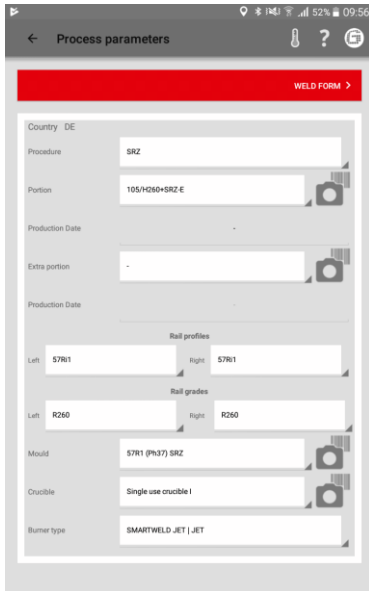 52% 09:56
Process parameters ?
WELD FORM >
Country DE
Procedure SRZ
Portion 105/H260+SRZ-E
Production Date -
Extra portion -
Production Date -
Rail profiles
Left 57Ri1 Right 57Ri1
Rail grades
Left R260 Right R260
Mould 57R1 (Ph37) SRZ
Crucible Single use crucible I
Burner type SMARTWELD JET | JET